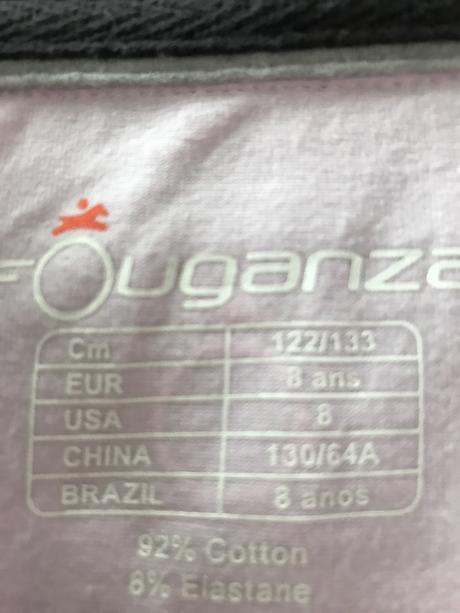 Fouganza
Cm 122/133
EUR 8 ans
USA 8
CHINA 130/64A
BRAZIL 8 anos
92% Cotton
8% Elastane